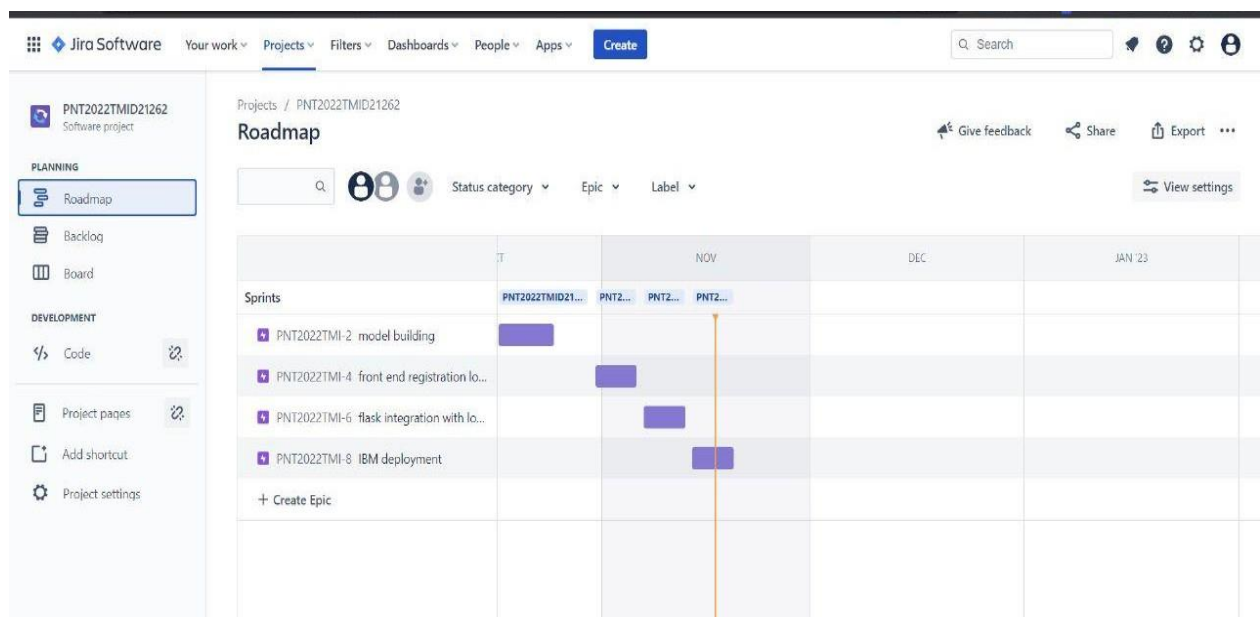 Jira Software Your work Projects Filters Dashboards People Apps Create Search
PNT2022TMID21262
Software project
PLANNING
Roadmap
Backlog
Board
DEVELOPMENT
Code
Project pages
Add shortcut
Project settings
Projects / PNT2022TMID21262
Roadmap
Give feedback Share Export
Status category Epic Label View settings
NOV DEC JAN '23
Sprints PNT2022TMID21... PNT2... PNT2... PNT2...
PNT2022TMI-2 model building
PNT2022TMI-4 front end registration lo...
PNT2022TMI-6 flask integration with lo...
PNT2022TMI-8 IBM deployment
+ Create Epic